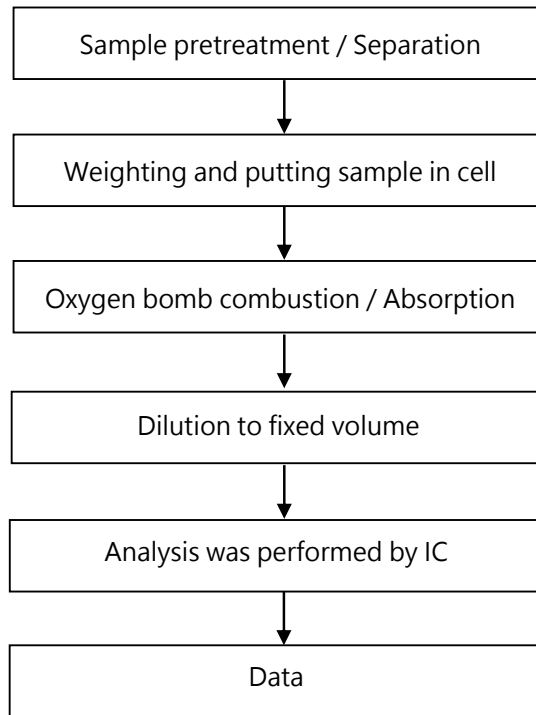 Sample pretreatment / Separation
Weighting and putting sample in cell
Oxygen bomb combustion / Absorption
Dilution to fixed volume
Analysis was performed by IC
Data